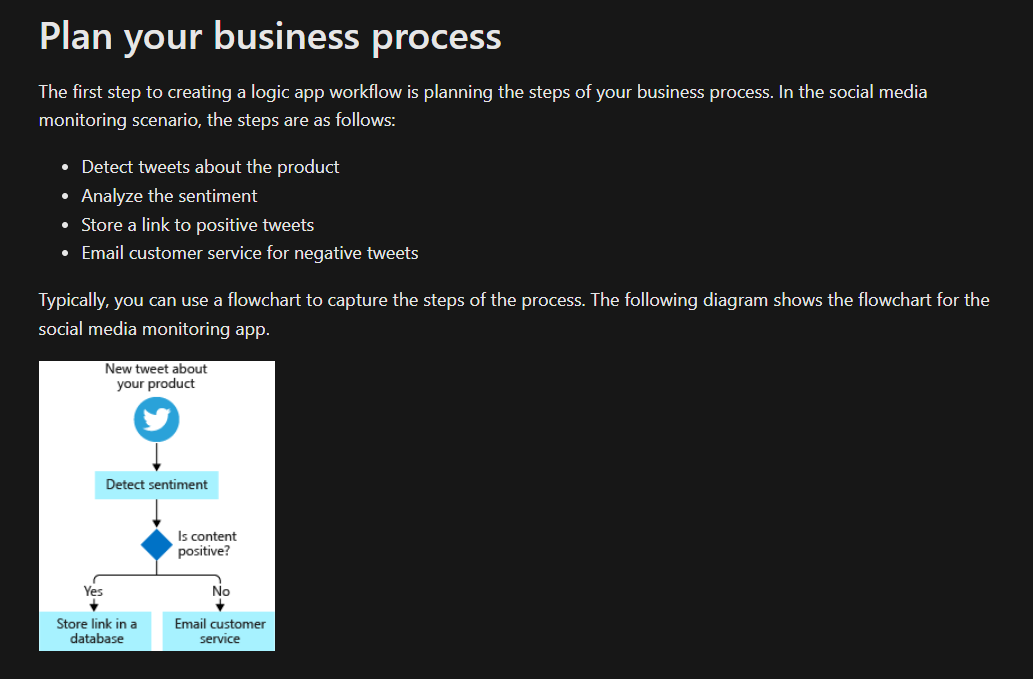 Plan your business process
The first step to creating a logic app workflow is planning the steps of your business process. In the social media
monitoring scenario, the steps are as follows:
• Detect tweets about the product
• Analyze the sentiment
• Store a link to positive tweets
• Email customer service for negative tweets
Typically, you can use a flowchart to capture the steps of the process. The following diagram shows the flowchart for the
social media monitoring app.
New tweet about
your product
Detect sentiment
Is content
positive?
Yes
No
Store link in a
database
Email customer
service